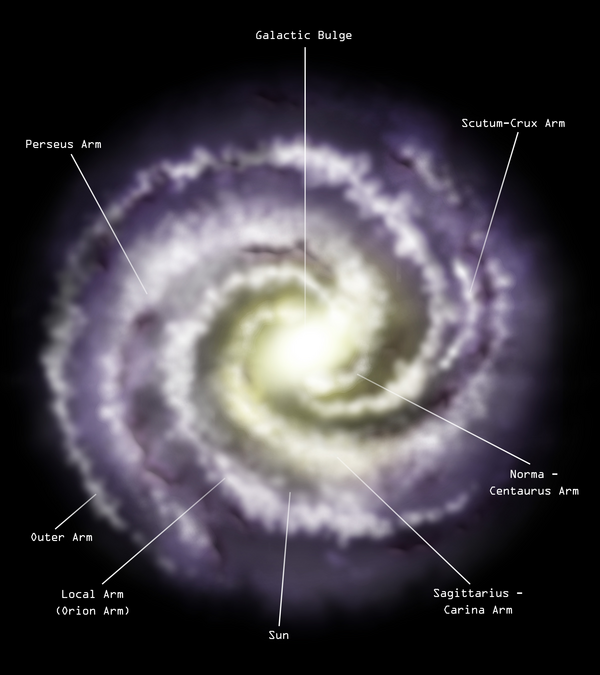 Galactic Bulge
Scutum-Crux Arm
Perseus Arm
Norma -
Centaurus Arm
Outer Arm
Local Arm
(Orion Arm)
Sagittarius -
Carina Arm
Sun